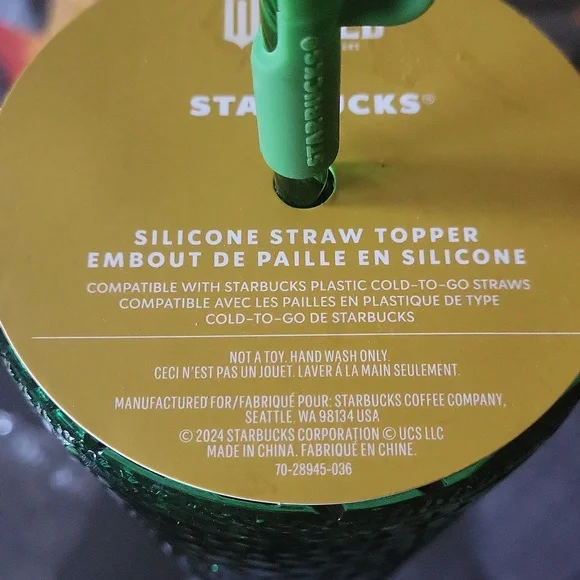 STARBUCKS®
STARBUCKS®
SILICONE STRAW TOPPER
EMBOUT DE PAILLE EN SILICONE
COMPATIBLE WITH STARBUCKS PLASTIC COLD-TO-GO STRAWS
COMPATIBLE AVEC LES PAILLES EN PLASTIQUE DE TYPE
COLD-TO-GO DE STARBUCKS
NOT A TOY. HAND WASH ONLY.
CECI N'EST PAS UN JOUET. LAVER À LA MAIN SEULEMENT.
MANUFACTURED FOR/FABRIQUÉ POUR: STARBUCKS COFFEE COMPANY,
SEATTLE, WA 98134 USA
© 2024 STARBUCKS CORPORATION © UCS LLC
MADE IN CHINA. FABRIQUÉ EN CHINE.
70-28945-036